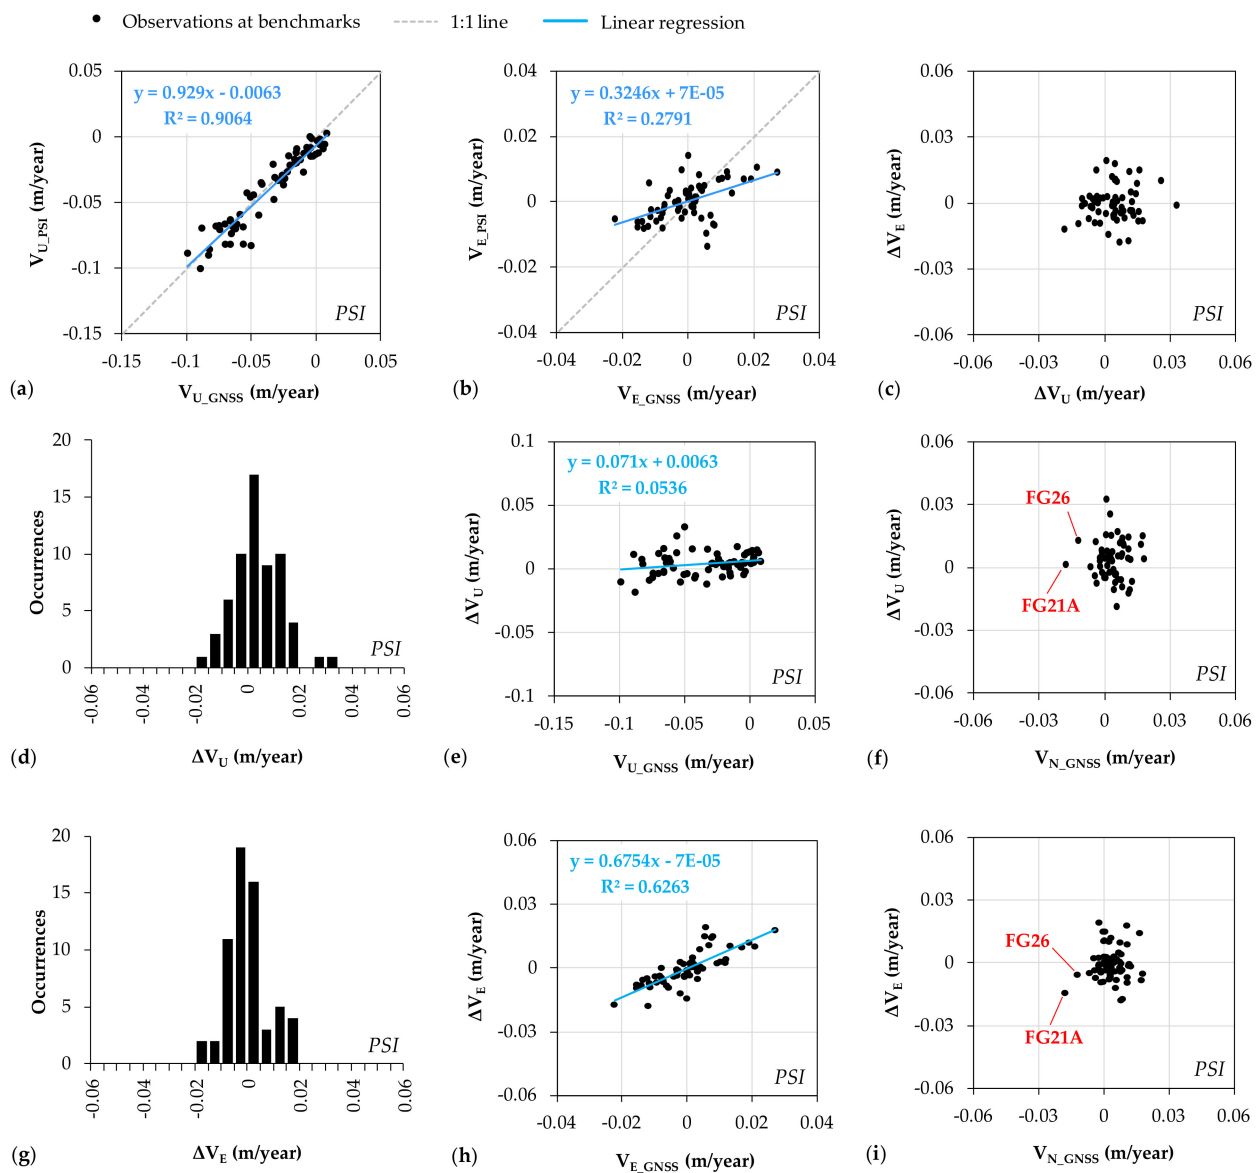 Observations at benchmarks 1:1 line Linear regression
0.05
0
-0.05
-0.1
-0.15
V_U_PSI (m/year)
y = 0.929x - 0.0063
R² = 0.9064
PSI
-0.15 -0.1 -0.05 0 0.05
(a) V_U_GNSS (m/year)
0.04
0.02
0
-0.02
-0.04
V_E_PSI (m/year)
y = 0.3246x + 7E-05
R² = 0.2791
PSI
-0.04 -0.02 0 0.02 0.04
(b) V_E_GNSS (m/year)
0.06
0.03
0
-0.03
-0.06
ΔV_E (m/year)
PSI
-0.06 -0.03 0 0.03 0.06
(c) ΔV_U (m/year)
20
15
10
5
0
Occurrences
PSI
-0.06 -0.04 -0.02 0 0.02 0.04 0.06
(d) ΔV_U (m/year)
0.1
0.05
0
-0.05
-0.1
ΔV_U (m/year)
y = 0.071x + 0.0063
R² = 0.0536
PSI
-0.15 -0.1 -0.05 0 0.05
(e) V_U_GNSS (m/year)
0.06
0.03
0
-0.03
-0.06
ΔV_U (m/year)
FG26
FG21A
PSI
-0.06 -0.03 0 0.03 0.06
(f) V_N_GNSS (m/year)
20
15
10
5
0
Occurrences
PSI
-0.06 -0.04 -0.02 0 0.02 0.04 0.06
(g) ΔV_E (m/year)
0.06
0.03
0
-0.03
-0.06
ΔV_E (m/year)
y = 0.6754x - 7E-05
R² = 0.6263
PSI
-0.04 -0.02 0 0.02 0.04
(h) V_E_GNSS (m/year)
0.06
0.03
0
-0.03
-0.06
ΔV_E (m/year)
FG26
FG21A
PSI
-0.06 -0.03 0 0.03 0.06
(i) V_N_GNSS (m/year)